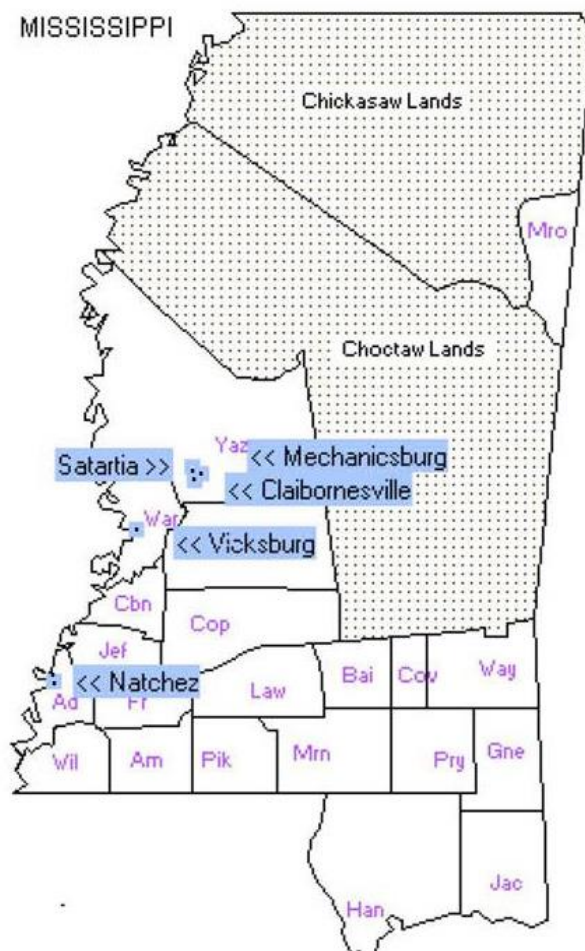 MISSISSIPPI
Chickasaw Lands
Mro
Choctaw Lands
Yaz
<< Mechanicsburg
Satartia >>
<< Claibornesville
War
<< Vicksburg
Cbn
Cop
Jef
Bai
Cov
Way
<< Natchez
Law
Ad
Fr
Gne
Wil
Am
Pik
Mrn
Pry
Jac
Han